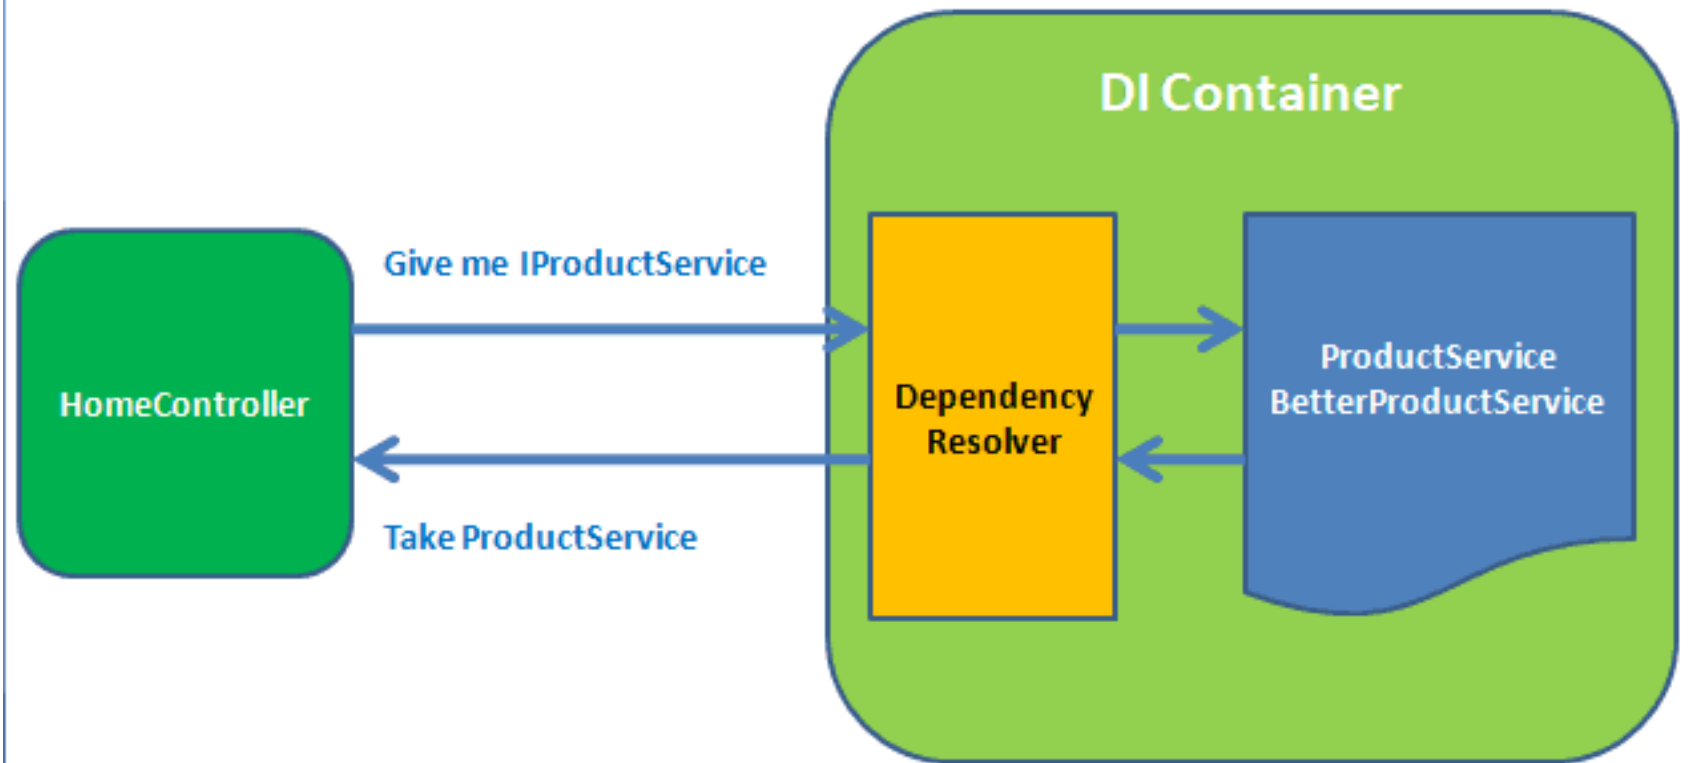 DI Container
Give me IProductService
HomeController
Dependency
Resolver
ProductService
BetterProductService
Take ProductService